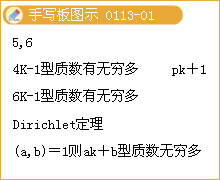 手写板图示 0113-01
5,6
4K-1型质数有无穷多 pk＋1
6K-1型质数有无穷多
Dirichlet定理
(a,b)＝1则ak＋b型质数无穷多